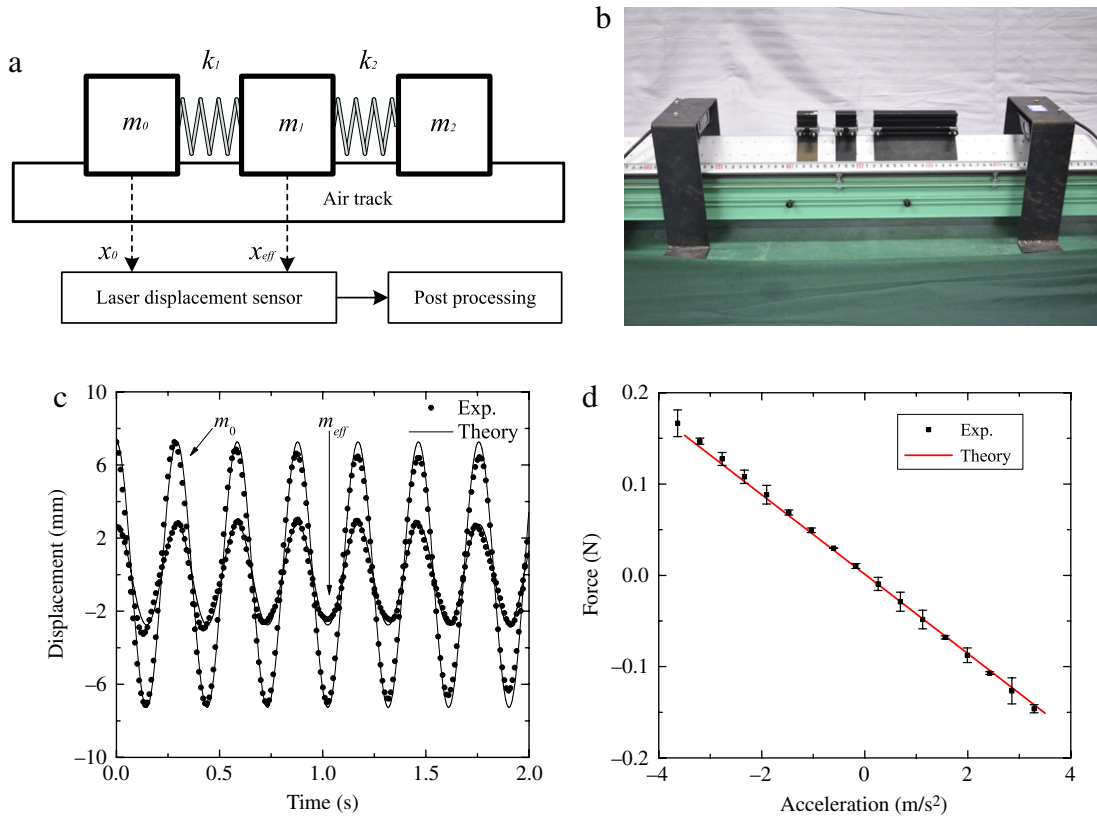 a
k1 k2
m0 m1 m2
Air track
x0 xeff
Laser displacement sensor Post processing
b
c
10
6
2
−2
−6
−10
Displacement (mm)
m0 meff
Exp.
Theory
0.0 0.5 1.0 1.5 2.0
Time (s)
d
0.2
0.1
0.0
−0.1
−0.2
Force (N)
Exp.
Theory
−4 −2 0 2 4
Acceleration (m/s²)